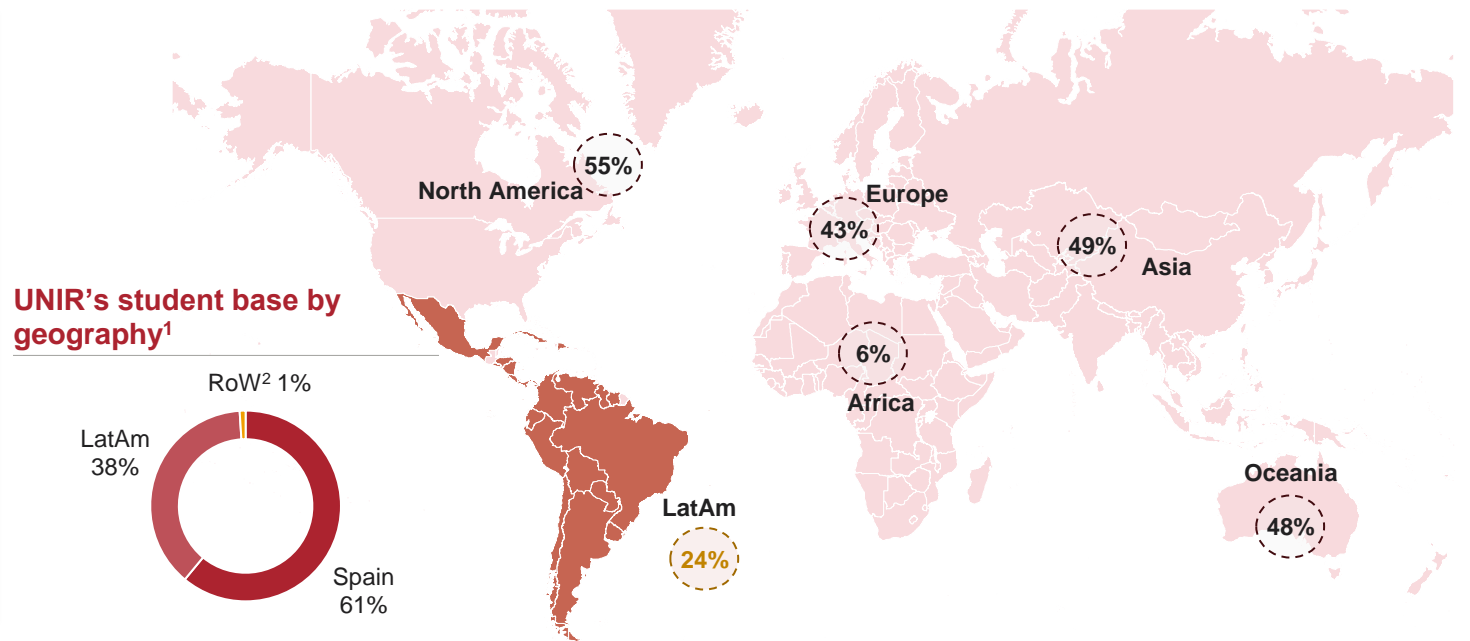 55%
North America
Europe
43%
49%
Asia
UNIR’s student base by
geography¹
6%
Africa
RoW² 1%
LatAm
38%
Spain
61%
LatAm
24%
Oceania
48%